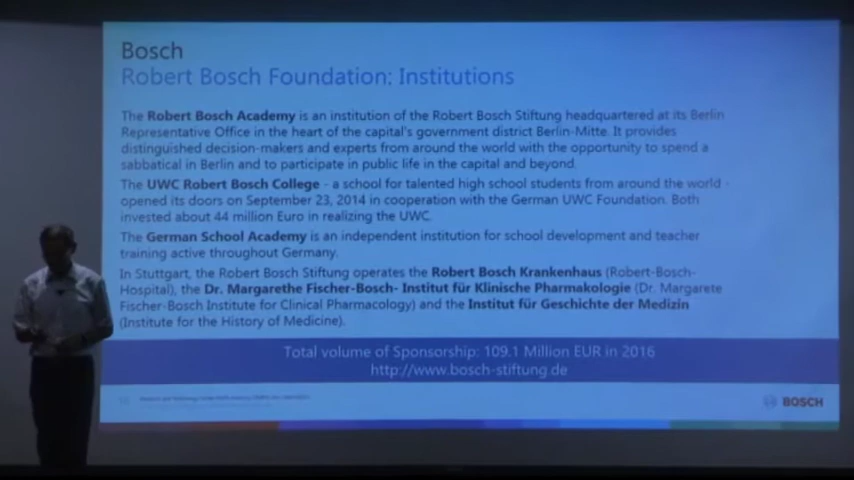 Bosch
Robert Bosch Foundation: Institutions
The Robert Bosch Academy is an institution of the Robert Bosch Stiftung headquartered at its Berlin
Representative Office in the heart of the capital's government district Berlin-Mitte. It provides
distinguished decision-makers and experts from around the world with the opportunity to spend a
sabbatical in Berlin and to participate in public life in the capital and beyond.
The UWC Robert Bosch College - a school for talented high school students from around the world -
opened its doors on September 23, 2014 in cooperation with the German UWC Foundation. Both
invested about 44 million Euro in realizing the UWC.
The German School Academy is an independent institution for school development and teacher
training active throughout Germany.
In Stuttgart, the Robert Bosch Stiftung operates the Robert Bosch Krankenhaus (Robert-Bosch-
Hospital), the Dr. Margarethe Fischer-Bosch- Institut für Klinische Pharmakologie (Dr. Margarete
Fischer-Bosch Institute for Clinical Pharmacology) and the Institut für Geschichte der Medizin
(Institute for the History of Medicine).
Total volume of Sponsorship: 109.1 Million EUR in 2016
http://www.bosch-stiftung.de
BOSCH